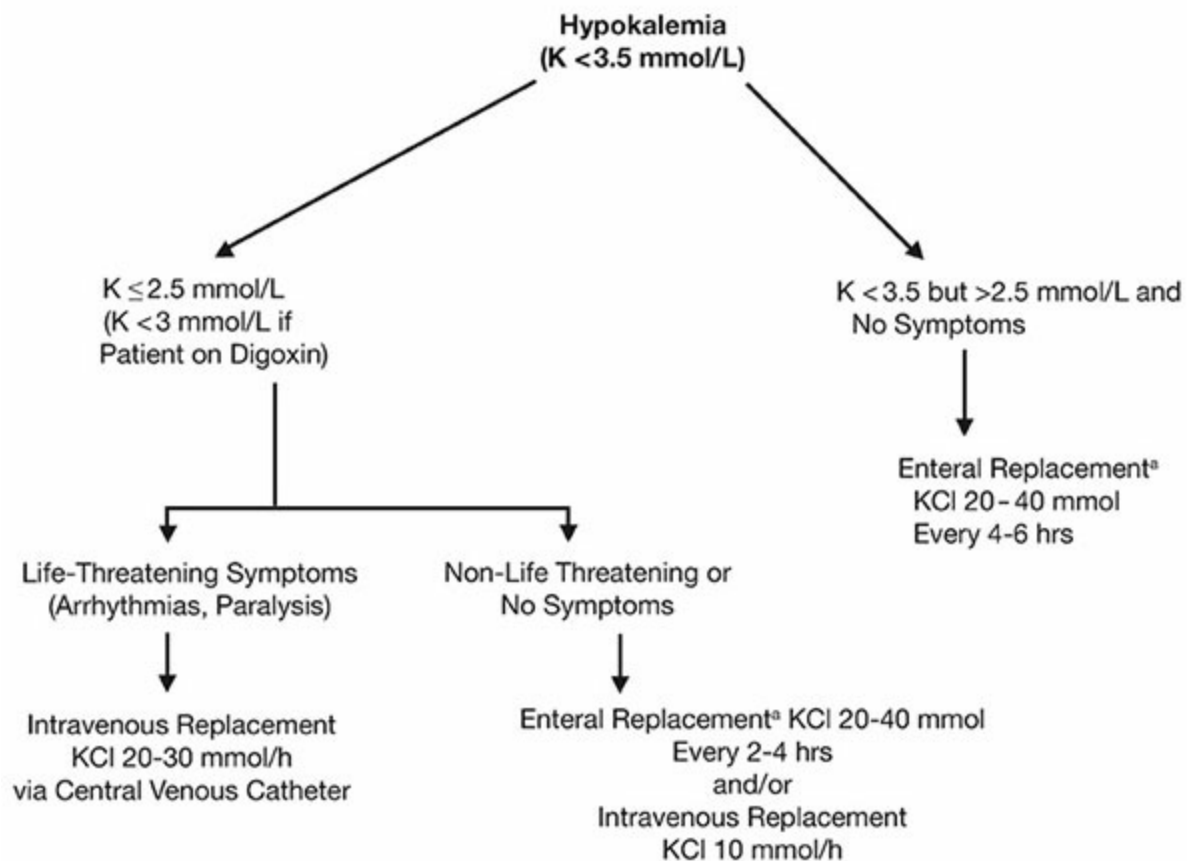 Hypokalemia
(K <3.5 mmol/L)
K ≤2.5 mmol/L
(K <3 mmol/L if
Patient on Digoxin)
K <3.5 but >2.5 mmol/L and
No Symptoms
Enteral Replacementᵃ
KCl 20–40 mmol
Every 4-6 hrs
Life-Threatening Symptoms
(Arrhythmias, Paralysis)
Non-Life Threatening or
No Symptoms
Intravenous Replacement
KCl 20-30 mmol/h
via Central Venous Catheter
Enteral Replacementᵃ KCl 20-40 mmol
Every 2-4 hrs
and/or
Intravenous Replacement
KCl 10 mmol/h